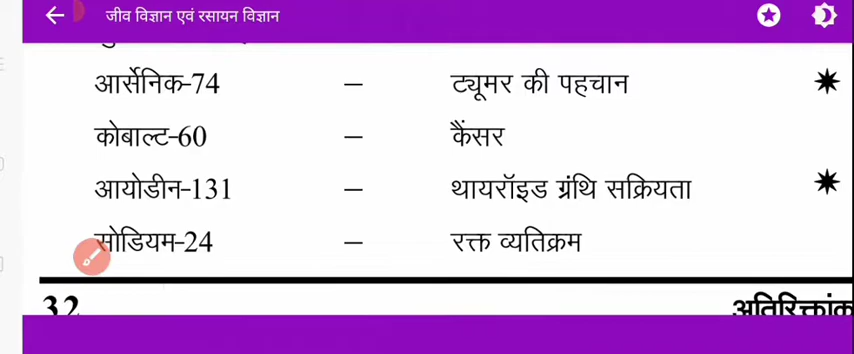 जीव विज्ञान एवं रसायन विज्ञान
आर्सेनिक-74 – ट्यूमर की पहचान
कोबाल्ट-60 – कैंसर
आयोडीन-131 – थायरॉइड ग्रंथि सक्रियता
सोडियम-24 – रक्त व्यतिक्रम
32 अतिरिक्तांक